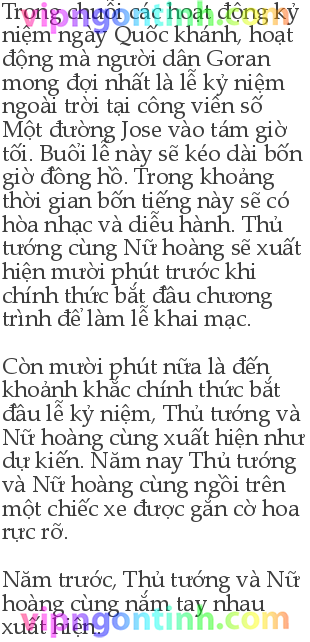 Trong chuỗi các hoạt động kỷ
niệm ngày Quốc khánh, hoạt
động mà người dân Goran
mong đợi nhất là lễ kỷ niệm
ngoài trời tại công viên số
Một đường Jose vào tám giờ
tối. Buổi lễ này sẽ kéo dài bốn
giờ đồng hồ. Trong khoảng
thời gian bốn tiếng này sẽ có
hòa nhạc và diễu hành. Thủ
tướng cùng Nữ hoàng sẽ xuất
hiện mười phút trước khi
chính thức bắt đầu chương
trình để làm lễ khai mạc.
Còn mười phút nữa là đến
khoảnh khắc chính thức bắt
đầu lễ kỷ niệm, Thủ tướng và
Nữ hoàng cùng xuất hiện như
dự kiến. Năm nay Thủ tướng
và Nữ hoàng cùng ngồi trên
một chiếc xe được gắn cờ hoa
rực rỡ.
Năm trước, Thủ tướng và Nữ
hoàng cùng nắm tay nhau
xuất hiện.
vipngontinh.com
vipngontinh.com